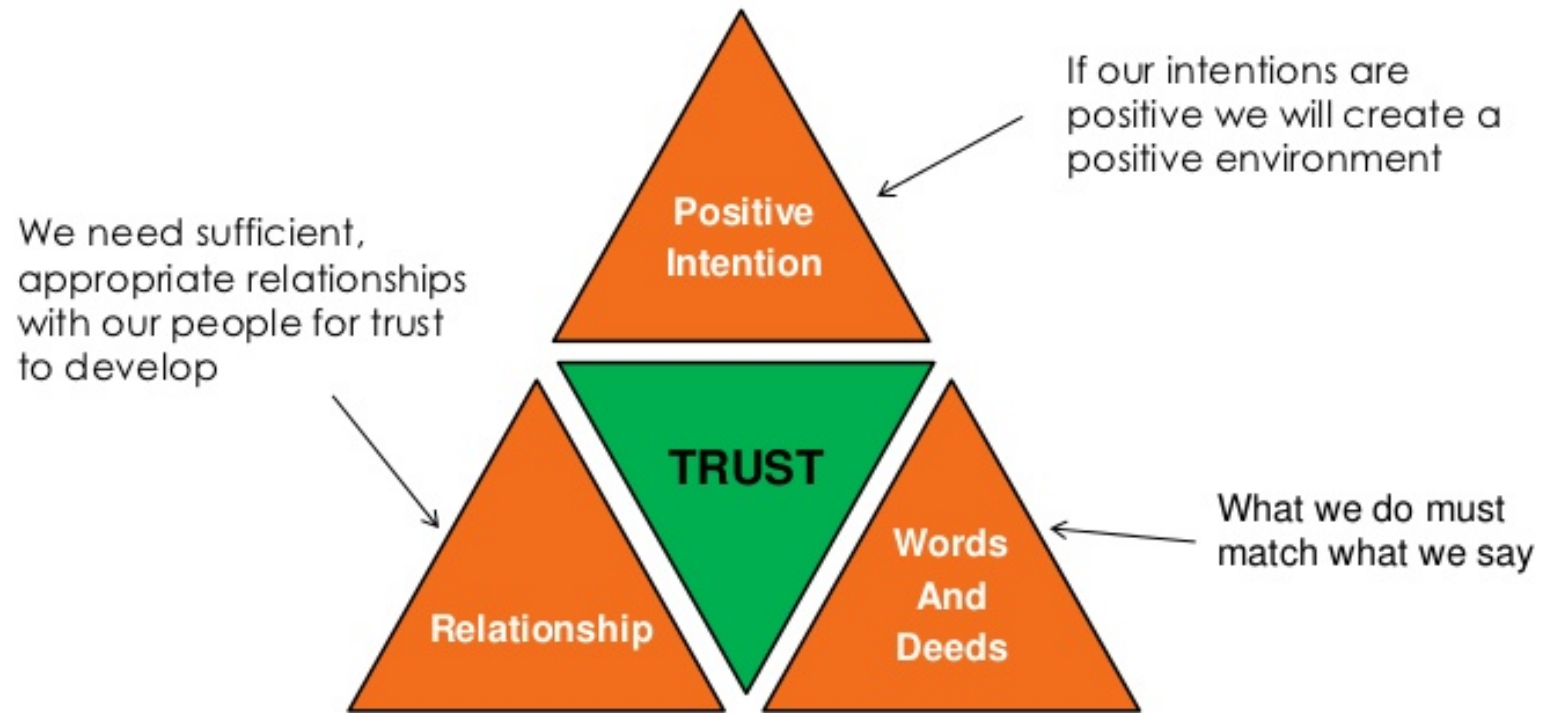 If our intentions are
positive we will create a
positive environment
Positive
Intention
We need sufficient,
appropriate relationships
with our people for trust
to develop
TRUST
What we do must
match what we say
Words
And
Deeds
Relationship